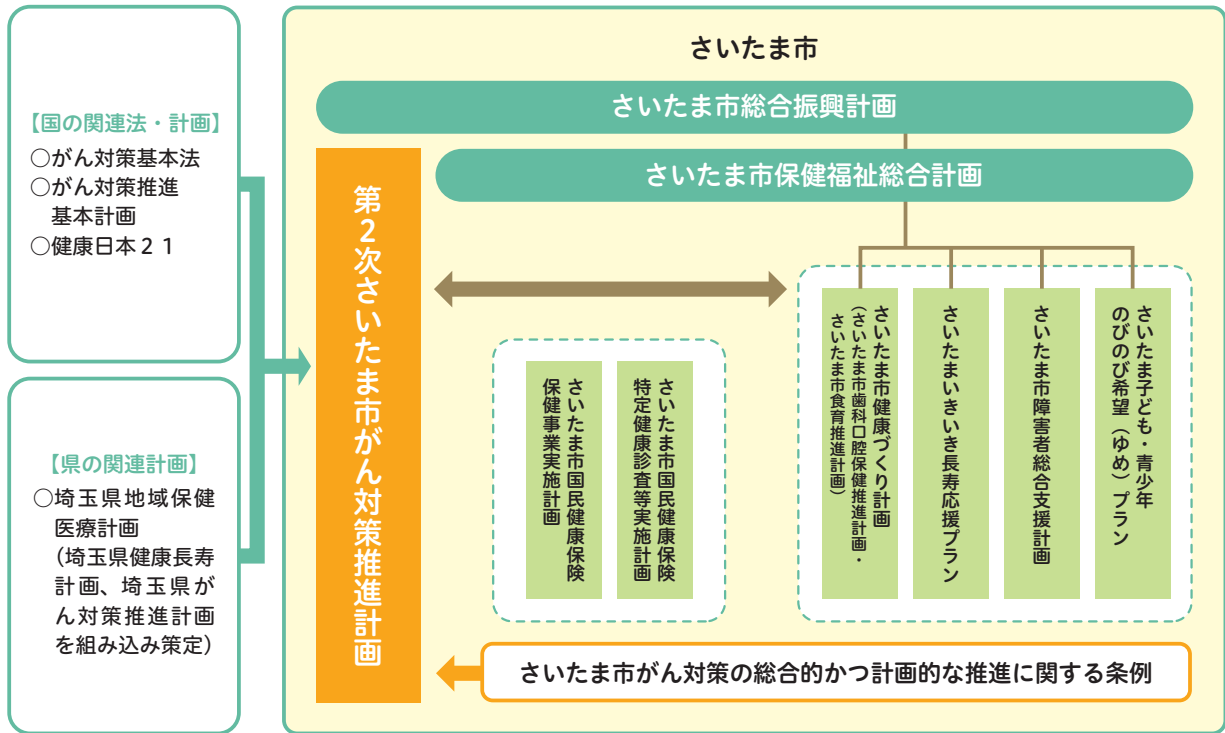 【国の関連法・計画】
○がん対策基本法
○がん対策推進
基本計画
○健康日本２１
【県の関連計画】
○埼玉県地域保健
医療計画
(埼玉県健康長寿
計画、埼玉県が
ん対策推進計画
を組み込み策定)
さいたま市
さいたま市総合振興計画
さいたま市保健福祉総合計画
第２次さいたま市がん対策推進計画
さいたま市国民健康保険
保健事業実施計画
さいたま市国民健康保険
特定健康診査等実施計画
さいたま市健康づくり計画
(さいたま市歯科口腔保健推進計画・
さいたま市食育推進計画)
さいたまいきいき長寿応援プラン
さいたま市障害者総合支援計画
さいたま子ども・青少年
のびのび希望（ゆめ）プラン
さいたま市がん対策の総合的かつ計画的な推進に関する条例